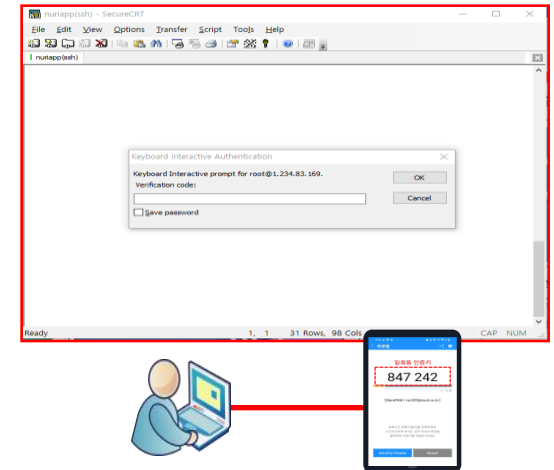 nuriapp(ssh) - SecureCRT
File Edit View Options Transfer Script Tools Help
nuriapp(ssh)
Keyboard Interactive Authentication
Keyboard Interactive prompt for root@1.234.83.169.
Verification code:
OK
Cancel
Save password
Ready 1, 1 31 Rows, 98 Cols CAP NUM
일회용 인증키
847 242